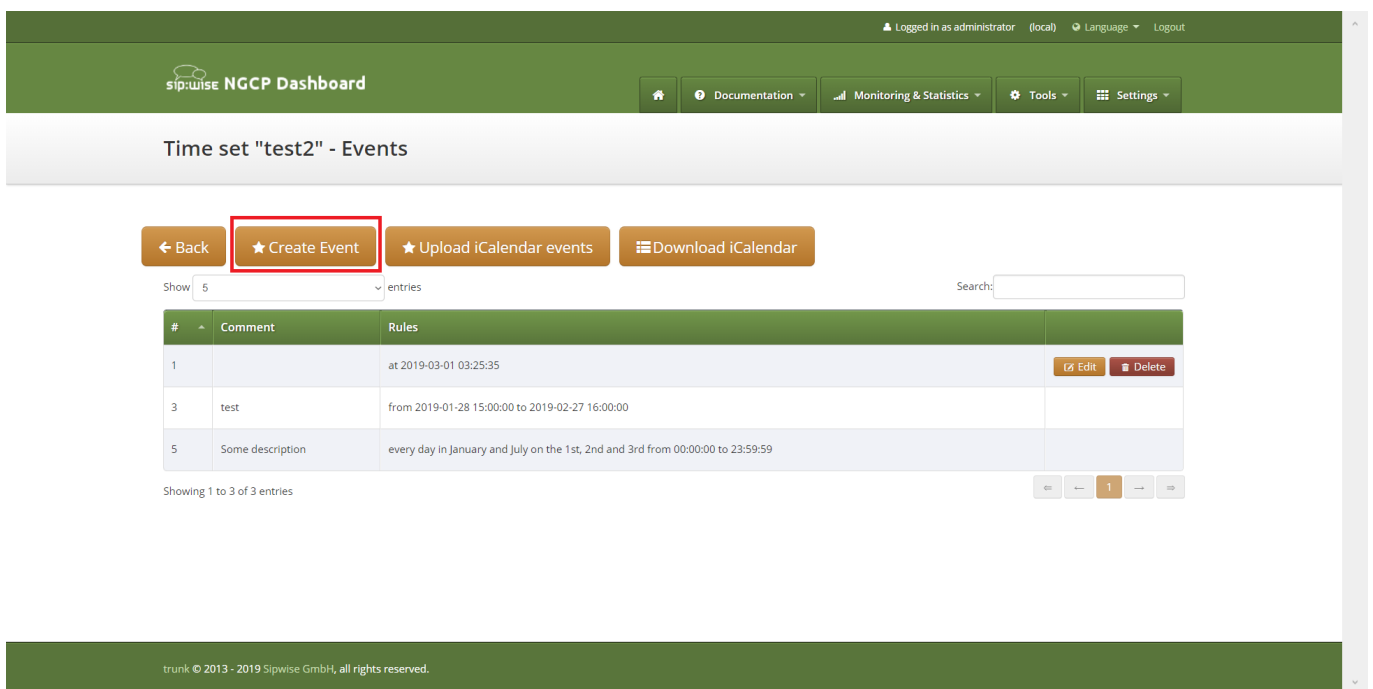 Logged in as administrator (local) Language Logout
sip:wise NGCP Dashboard
Documentation Monitoring & Statistics Tools Settings
Time set "test2" - Events
Back Create Event Upload iCalendar events Download iCalendar
Show 5 entries Search:
# Comment Rules
1 at 2019-03-01 03:25:35 Edit Delete
3 test from 2019-01-28 15:00:00 to 2019-02-27 16:00:00
5 Some description every day in January and July on the 1st, 2nd and 3rd from 00:00:00 to 23:59:59
Showing 1 to 3 of 3 entries ⇐ ← 1 → ⇒
trunk © 2013 - 2019 Sipwise GmbH, all rights reserved.